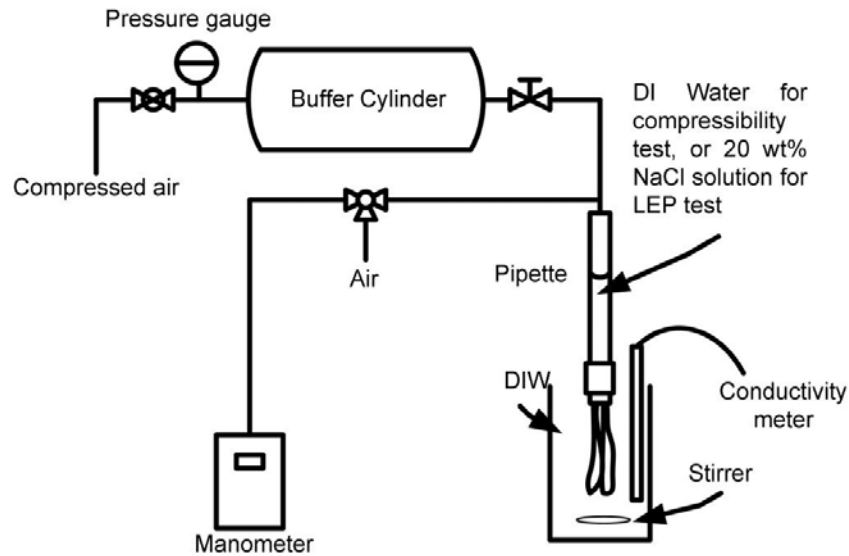 Pressure gauge
Buffer Cylinder
DI Water for
compressibility
test, or 20 wt%
NaCl solution for
LEP test
Compressed air
Air
Pipette
DIW
Conductivity
meter
Stirrer
Manometer